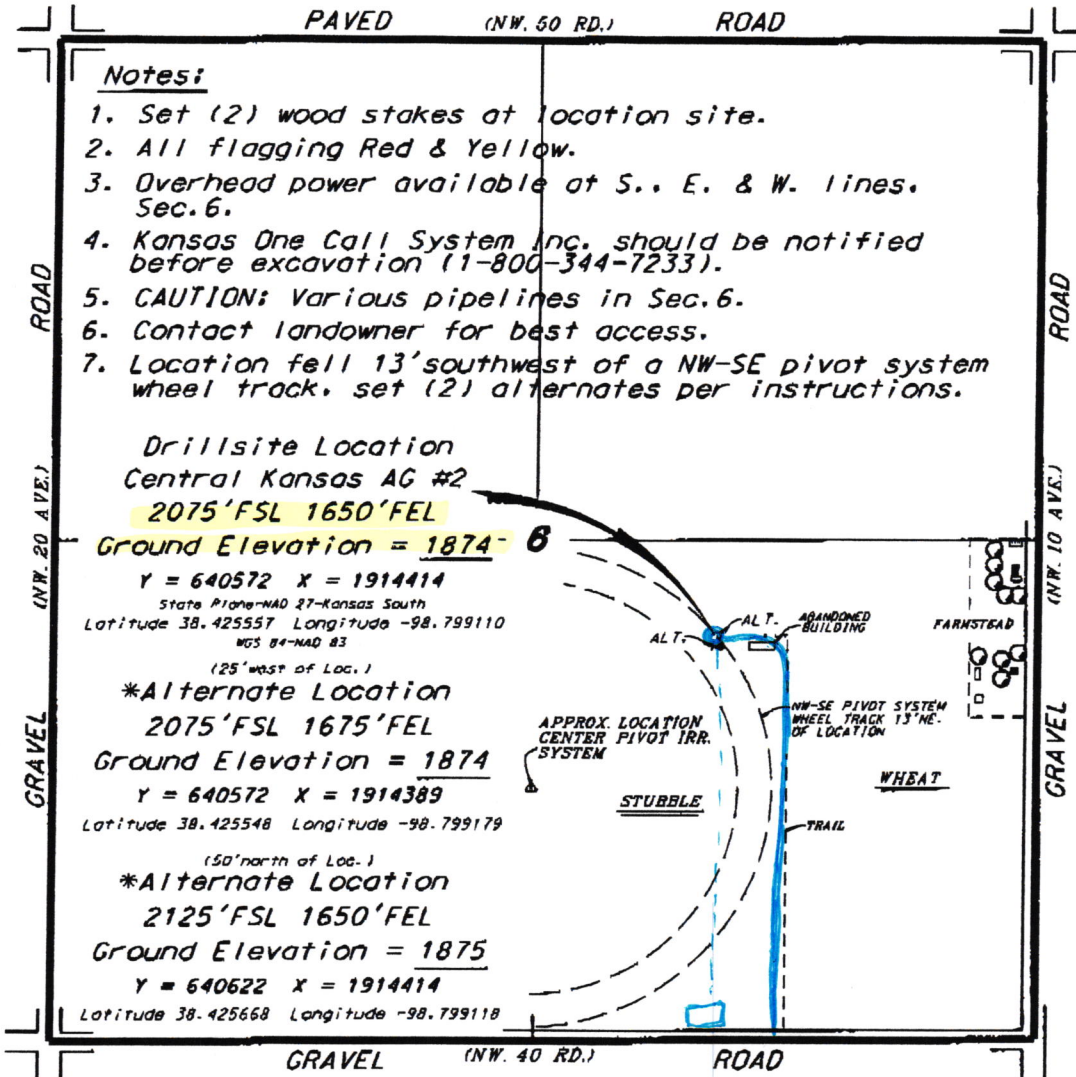 PAVED (NW. 50 RD.) ROAD
Notes:
1. Set (2) wood stakes at location site.
2. All flagging Red & Yellow.
3. Overhead power available at S., E. & W. lines.
Sec. 6.
4. Kansas One Call System Inc. should be notified
before excavation (1-800-344-7233).
5. CAUTION: Various pipelines in Sec. 6.
6. Contact landowner for best access.
7. Location fell 13' southwest of a NW-SE pivot system
wheel track, set (2) alternates per instructions.
ROAD
(NW. 20 AVE.)
GRAVEL
ROAD
(NW. 10 AVE.)
GRAVEL
Drillsite Location
Central Kansas AG #2
2075' FSL 1650' FEL
Ground Elevation = 1874
6
Y = 640572 X = 1914414
State Plane-NAD 27-Kansas South
Latitude 38.425557 Longitude -98.799110
WGS 84-NAD 83
(25' west of Loc.)
*Alternate Location
2075' FSL 1675' FEL
Ground Elevation = 1874
Y = 640572 X = 1914389
Latitude 38.425548 Longitude -98.799179
(50' north of Loc.)
*Alternate Location
2125' FSL 1650' FEL
Ground Elevation = 1875
Y = 640622 X = 1914414
Latitude 38.425668 Longitude -98.799118
ALT.
ALT.
ABANDONED
BUILDING
FARMSTEAD
NW-SE PIVOT SYSTEM
WHEEL TRACK 13' NE.
OF LOCATION
APPROX. LOCATION
CENTER PIVOT IRR.
SYSTEM
STUBBLE
WHEAT
TRAIL
GRAVEL (NW. 40 RD.) ROAD